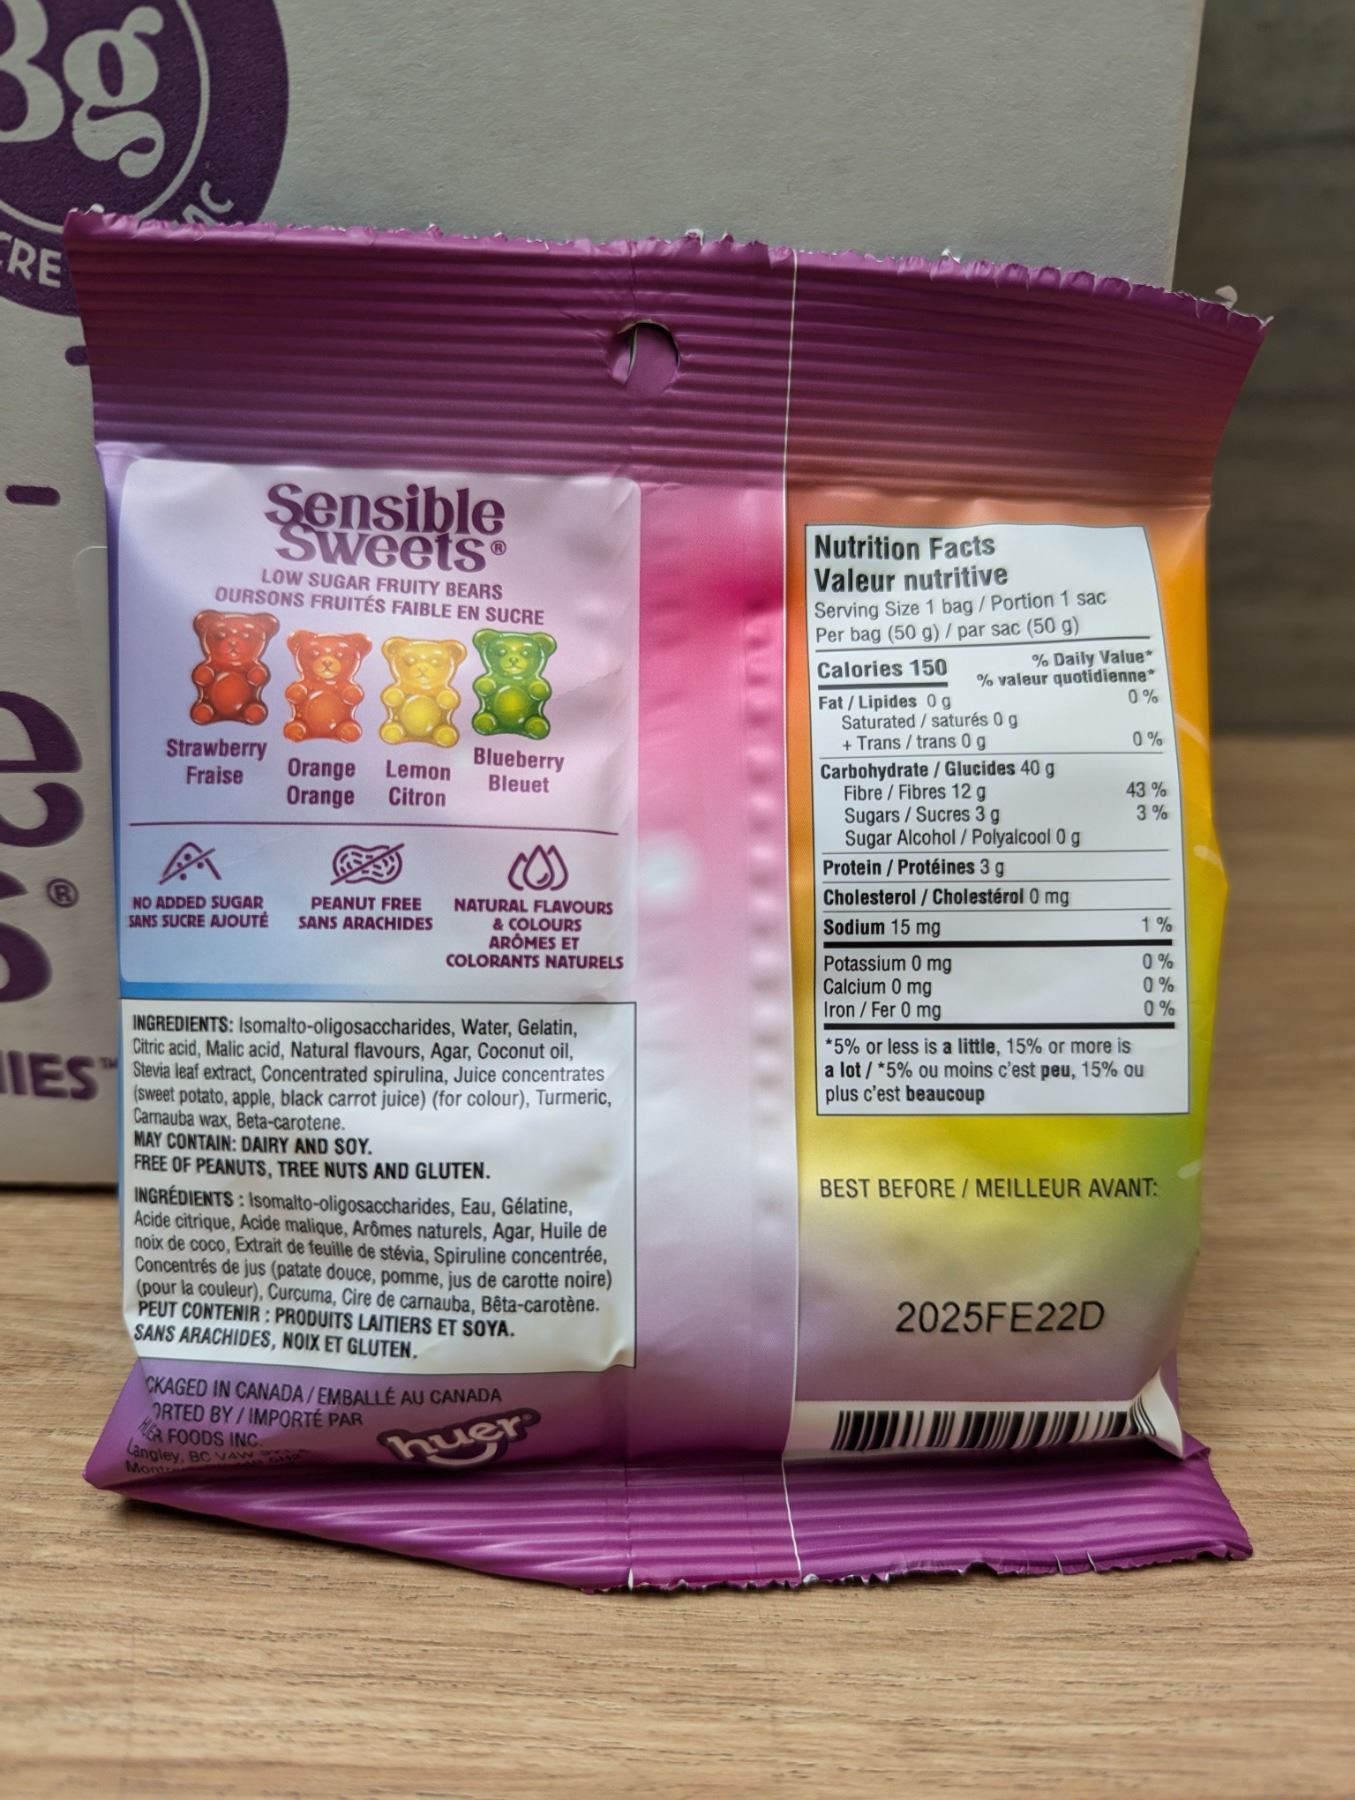 3g
CRE
AC
e
®
IES™
Sensible
Sweets®
LOW SUGAR FRUITY BEARS
OURSONS FRUITÉS FAIBLE EN SUCRE
Strawberry
Fraise
Orange
Orange
Lemon
Citron
Blueberry
Bleuet
NO ADDED SUGAR
SANS SUCRE AJOUTÉ
PEANUT FREE
SANS ARACHIDES
NATURAL FLAVOURS
& COLOURS
ARÔMES ET
COLORANTS NATURELS
INGREDIENTS: Isomalto-oligosaccharides, Water, Gelatin,
Citric acid, Malic acid, Natural flavours, Agar, Coconut oil,
Stevia leaf extract, Concentrated spirulina, Juice concentrates
(sweet potato, apple, black carrot juice) (for colour), Turmeric,
Carnauba wax, Beta-carotene.
MAY CONTAIN: DAIRY AND SOY.
FREE OF PEANUTS, TREE NUTS AND GLUTEN.
INGRÉDIENTS : Isomalto-oligosaccharides, Eau, Gélatine,
Acide citrique, Acide malique, Arômes naturels, Agar, Huile de
noix de coco, Extrait de feuille de stévia, Spiruline concentrée,
Concentrés de jus (patate douce, pomme, jus de carotte noire)
(pour la couleur), Curcuma, Cire de carnauba, Bêta-carotène.
PEUT CONTENIR : PRODUITS LAITIERS ET SOYA.
SANS ARACHIDES, NOIX ET GLUTEN.
CKAGED IN CANADA / EMBALLÉ AU CANADA
ORTED BY / IMPORTÉ PAR
HUER FOODS INC.
Langley, BC V4W
huer®
Nutrition Facts
Valeur nutritive
Serving Size 1 bag / Portion 1 sac
Per bag (50 g) / par sac (50 g)
Calories 150
% Daily Value*
% valeur quotidienne*
Fat / Lipides 0 g 0 %
Saturated / saturés 0 g
+ Trans / trans 0 g 0 %
Carbohydrate / Glucides 40 g
Fibre / Fibres 12 g 43 %
Sugars / Sucres 3 g 3 %
Sugar Alcohol / Polyalcool 0 g
Protein / Protéines 3 g
Cholesterol / Cholestérol 0 mg
Sodium 15 mg 1 %
Potassium 0 mg 0 %
Calcium 0 mg 0 %
Iron / Fer 0 mg 0 %
*5% or less is a little, 15% or more is
a lot / *5% ou moins c'est peu, 15% ou
plus c'est beaucoup
BEST BEFORE / MEILLEUR AVANT:
2025FE22D